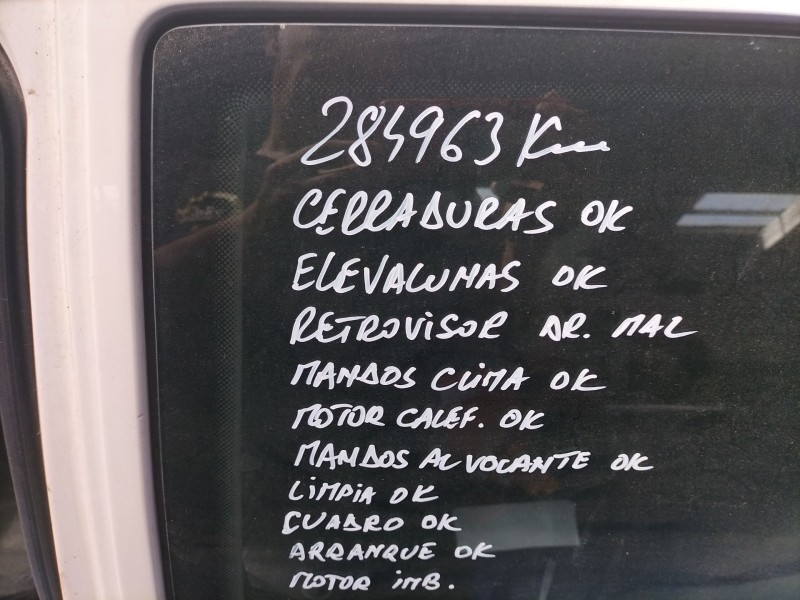 284963 Km
CERRADURAS OK
ELEVALUNAS OK
RETROVISOR DR. MAL
MANDOS CLIMA OK
MOTOR CALEF. OK
MANDOS AL VOLANTE OK
LIMPIA OK
CUADRO OK
ARRANQUE OK
MOTOR IMB.